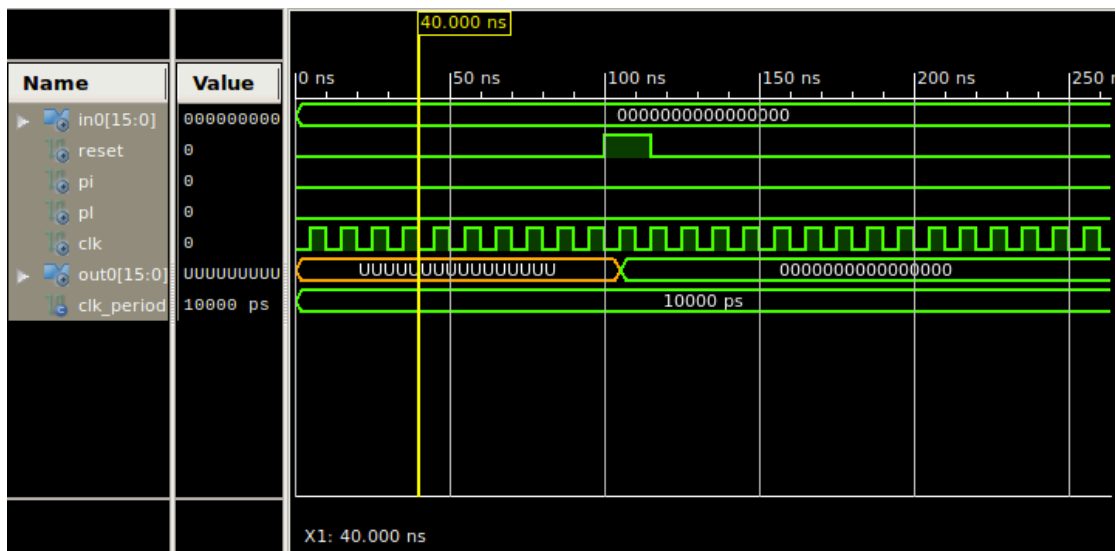 40.000 ns
Name Value 0 ns 50 ns 100 ns 150 ns 200 ns 250
in0[15:0] 000000000 0000000000000000
reset 0
pi 0
pl 0
clk 0
out0[15:0] UUUUUUUUU UUUUUUUUUUUUUUUU 0000000000000000
clk_period 10000 ps 10000 ps
X1: 40.000 ns